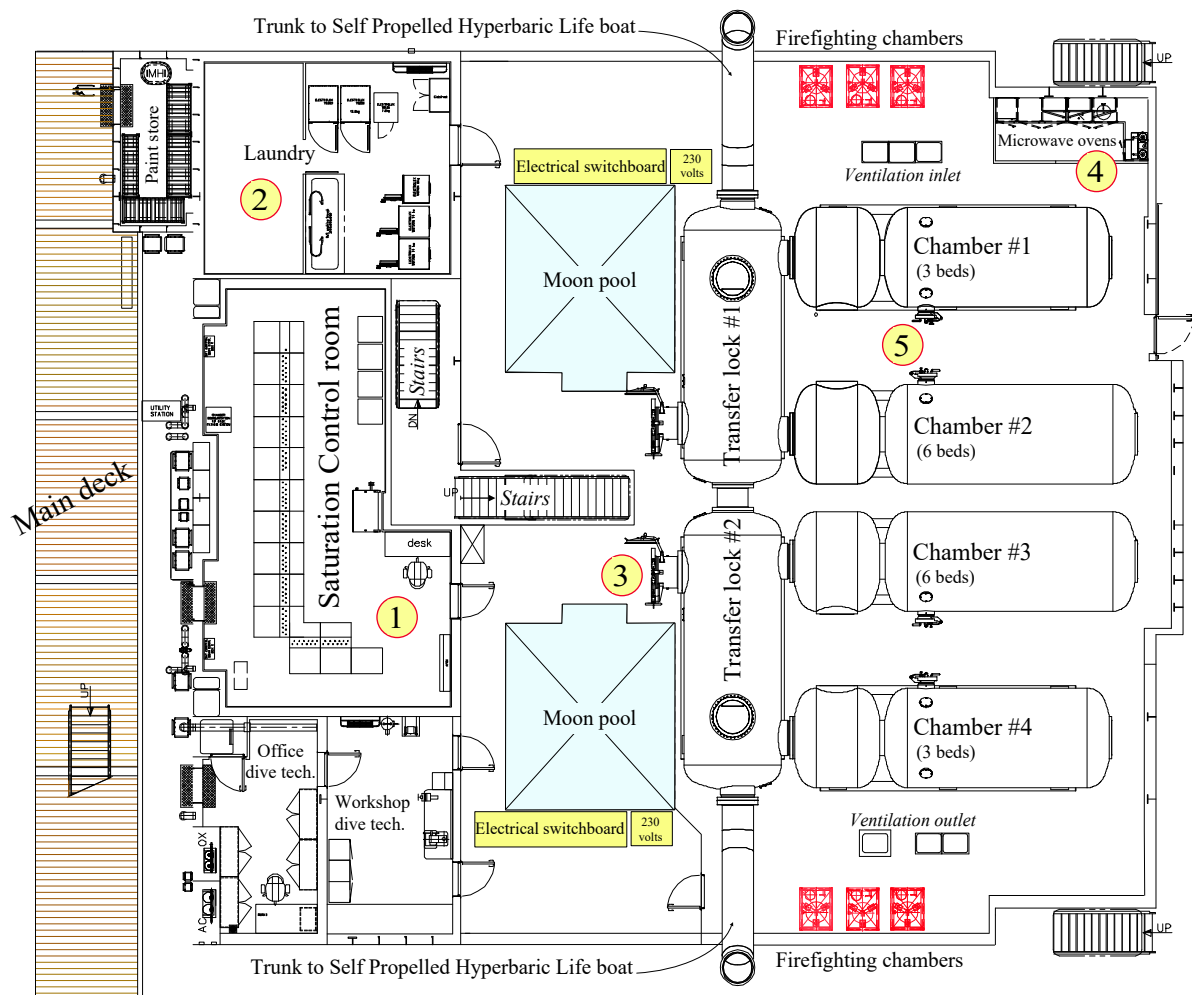 Trunk to Self Propelled Hyperbaric Life boat
Firefighting chambers
UP
IMHI
Paint store
Laundry
2
Electrical switchboard
230
volts
Ventilation inlet
Microwave ovens
4
Moon pool
Transfer lock #1
Chamber #1
(3 beds)
5
Chamber #2
(6 beds)
Saturation Control room
Stairs
DN
UTILITY
STATION
Main deck
UP
Stairs
desk
3
1
Transfer lock #2
Chamber #3
(6 beds)
Moon pool
Chamber #4
(3 beds)
UP
Office
dive tech.
Workshop
dive tech.
Electrical switchboard
230
volts
Ventilation outlet
OX
AC
UP
Trunk to Self Propelled Hyperbaric Life boat
Firefighting chambers